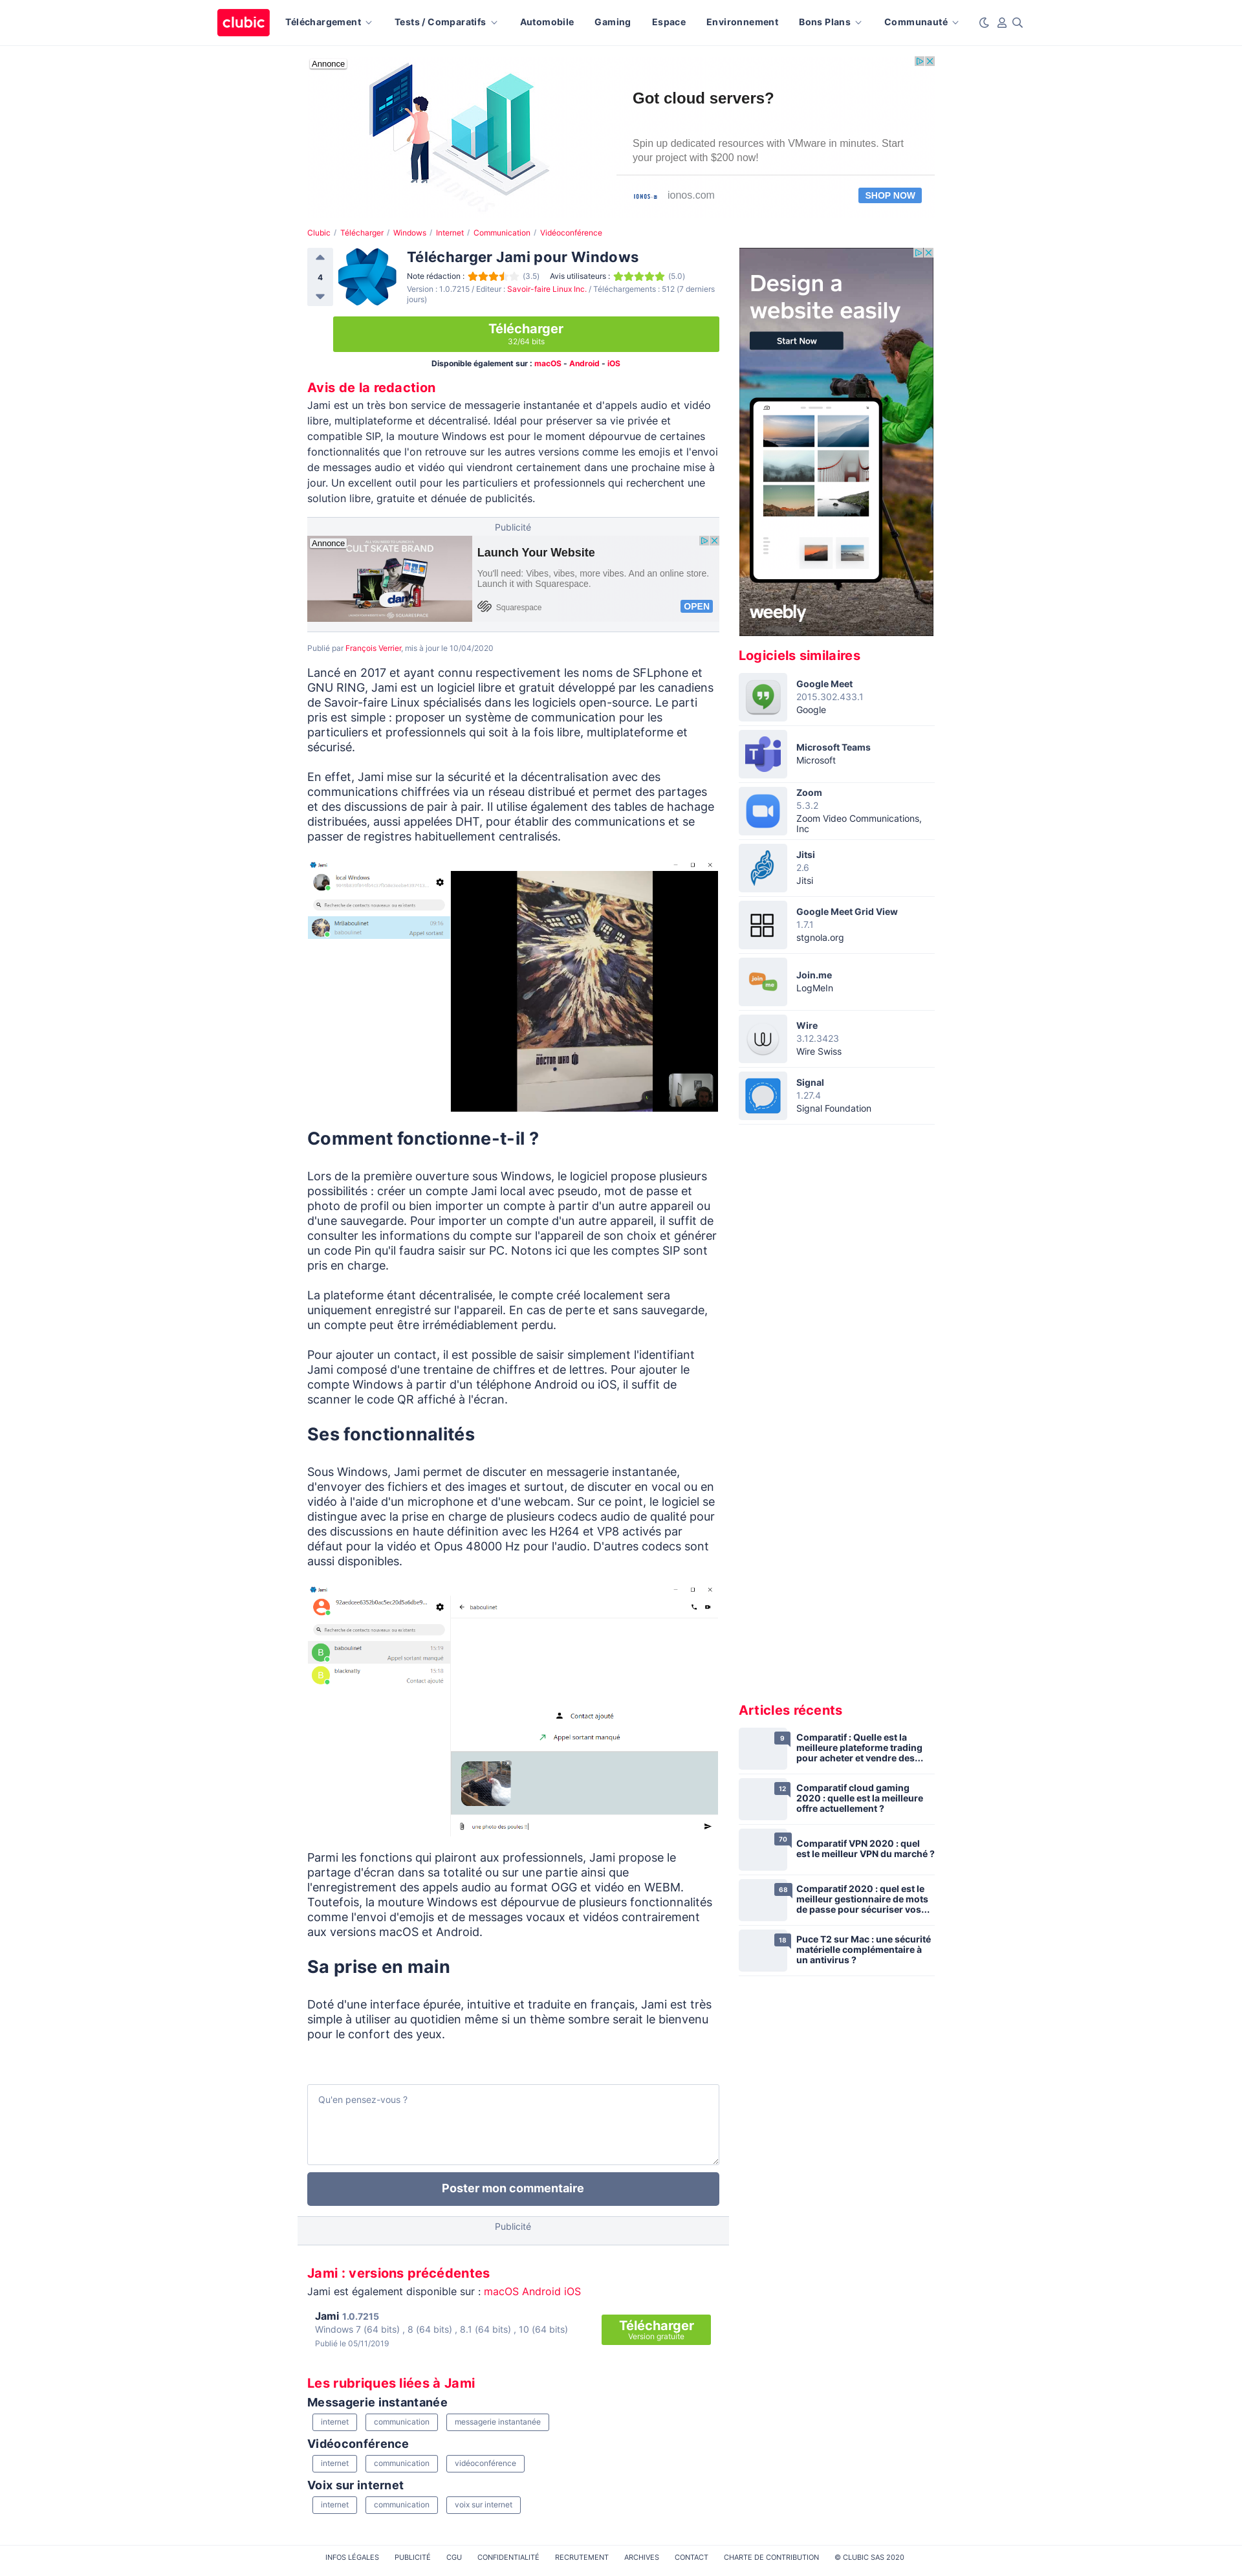 clubic
Téléchargement
Tests / Comparatifs
Automobile
Gaming
Espace
Environnement
Bons Plans
Communauté
Annonce
Got cloud servers?
Spin up dedicated resources with VMware in minutes. Start
your project with $200 now!
IONOS
ionos.com
SHOP NOW
Clubic / Télécharger / Windows / Internet / Communication / Vidéoconférence
4
Télécharger Jami pour Windows
Note rédaction : (3.5) Avis utilisateurs : (5.0)
Version : 1.0.7215 / Editeur : Savoir-faire Linux Inc. / Téléchargements : 512 (7 derniers
jours)
Télécharger
32/64 bits
Disponible également sur : macOS - Android - iOS
Avis de la redaction
Jami est un très bon service de messagerie instantanée et d'appels audio et vidéo
libre, multiplateforme et décentralisé. Idéal pour préserver sa vie privée et
compatible SIP, la mouture Windows est pour le moment dépourvue de certaines
fonctionnalités que l'on retrouve sur les autres versions comme les emojis et l'envoi
de messages audio et vidéo qui viendront certainement dans une prochaine mise à
jour. Un excellent outil pour les particuliers et professionnels qui recherchent une
solution libre, gratuite et dénuée de publicités.
Publicité
Annonce
CULT SKATE BRAND
dam
SQUARESPACE
Launch Your Website
You'll need: Vibes, vibes, more vibes. And an online store.
Launch it with Squarespace.
Squarespace
OPEN
Publié par François Verrier, mis à jour le 10/04/2020
Lancé en 2017 et ayant connu respectivement les noms de SFLphone et
GNU RING, Jami est un logiciel libre et gratuit développé par les canadiens
de Savoir-faire Linux spécialisés dans les logiciels open-source. Le parti
pris est simple : proposer un système de communication pour les
particuliers et professionnels qui soit à la fois libre, multiplateforme et
sécurisé.
En effet, Jami mise sur la sécurité et la décentralisation avec des
communications chiffrées via un réseau distribué et permet des partages
et des discussions de pair à pair. Il utilise également des tables de hachage
distribuées, aussi appelées DHT, pour établir des communications et se
passer de registres habituellement centralisés.
Jami
local Windows
Recherche de contacts nouveaux ou existants
Millaboulinet
09:56
baboulinet
Appel sortant
DOCTOR WHO
Comment fonctionne-t-il ?
Lors de la première ouverture sous Windows, le logiciel propose plusieurs
possibilités : créer un compte Jami local avec pseudo, mot de passe et
photo de profil ou bien importer un compte à partir d'un autre appareil ou
d'une sauvegarde. Pour importer un compte d'un autre appareil, il suffit de
consulter les informations du compte sur l'appareil de son choix et générer
un code Pin qu'il faudra saisir sur PC. Notons ici que les comptes SIP sont
pris en charge.
La plateforme étant décentralisée, le compte créé localement sera
uniquement enregistré sur l'appareil. En cas de perte et sans sauvegarde,
un compte peut être irrémédiablement perdu.
Pour ajouter un contact, il est possible de saisir simplement l'identifiant
Jami composé d'une trentaine de chiffres et de lettres. Pour ajouter le
compte Windows à partir d'un téléphone Android ou iOS, il suffit de
scanner le code QR affiché à l'écran.
Ses fonctionnalités
Sous Windows, Jami permet de discuter en messagerie instantanée,
d'envoyer des fichiers et des images et surtout, de discuter en vocal ou en
vidéo à l'aide d'un microphone et d'une webcam. Sur ce point, le logiciel se
distingue avec la prise en charge de plusieurs codecs audio de qualité pour
des discussions en haute définition avec les H264 et VP8 activés par
défaut pour la vidéo et Opus 48000 Hz pour l'audio. D'autres codecs sont
aussi disponibles.
Jami
92aedcee6352b0ac5ec20d5a6dbe9...
Recherche de contacts nouveaux ou existants
B
baboulinet
15:19
Appel sortant manqué
B
blacknelly
15:18
Contact ajouté
baboulinet
Contact ajouté
Appel sortant manqué
une photo des poules !!
Parmi les fonctions qui plairont aux professionnels, Jami propose le
partage d'écran dans sa totalité ou sur une partie ainsi que
l'enregistrement des appels audio au format OGG et vidéo en WEBM.
Toutefois, la mouture Windows est dépourvue de plusieurs fonctionnalités
comme l'envoi d'emojis et de messages vocaux et vidéos contrairement
aux versions macOS et Android.
Sa prise en main
Doté d'une interface épurée, intuitive et traduite en français, Jami est très
simple à utiliser au quotidien même si un thème sombre serait le bienvenu
pour le confort des yeux.
Qu'en pensez-vous ?
Poster mon commentaire
Publicité
Jami : versions précédentes
Jami est également disponible sur : macOS Android iOS
Jami 1.0.7215
Windows 7 (64 bits) , 8 (64 bits) , 8.1 (64 bits) , 10 (64 bits)
Publié le 05/11/2019
Télécharger
Version gratuite
Les rubriques liées à Jami
Messagerie instantanée
internet
communication
messagerie instantanée
Vidéoconférence
internet
communication
vidéoconférence
Voix sur internet
internet
communication
voix sur internet
Design a
website easily
Start Now
weebly
Logiciels similaires
Google Meet
2015.302.433.1
Google
Microsoft Teams
Microsoft
Zoom
5.3.2
Zoom Video Communications,
Inc
Jitsi
2.6
Jitsi
Google Meet Grid View
1.7.1
stgnola.org
Join me
Join.me
LogMeIn
Wire
3.12.3423
Wire Swiss
Signal
1.27.4
Signal Foundation
Articles récents
9
Comparatif : Quelle est la
meilleure plateforme trading
pour acheter et vendre des...
12
Comparatif cloud gaming
2020 : quelle est la meilleure
offre actuellement ?
70
Comparatif VPN 2020 : quel
est le meilleur VPN du marché ?
68
Comparatif 2020 : quel est le
meilleur gestionnaire de mots
de passe pour sécuriser vos...
18
Puce T2 sur Mac : une sécurité
matérielle complémentaire à
un antivirus ?
INFOS LÉGALES
PUBLICITÉ
CGU
CONFIDENTIALITÉ
RECRUTEMENT
ARCHIVES
CONTACT
CHARTE DE CONTRIBUTION
© CLUBIC SAS 2020